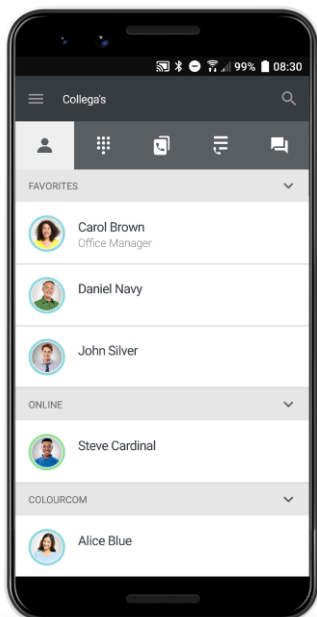 99% 08:30
Collega's
FAVORITES
Carol Brown
Office Manager
Daniel Navy
John Silver
ONLINE
Steve Cardinal
COLOURCOM
Alice Blue